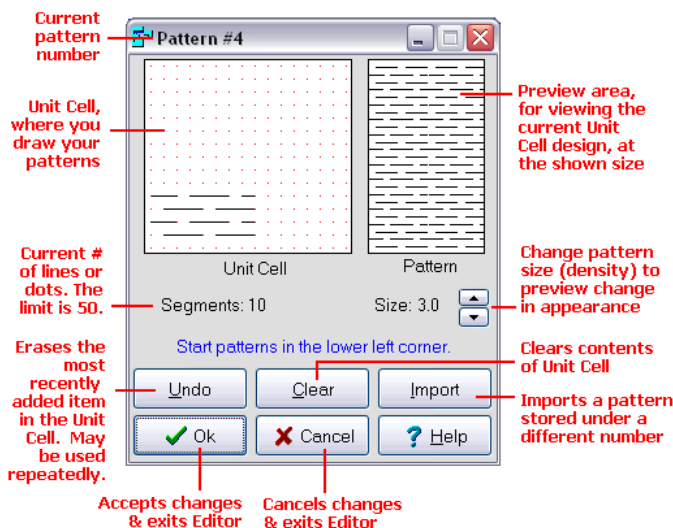 Current
pattern
number
Pattern #4
Unit Cell,
where you
draw your
patterns
Preview area,
for viewing the
current Unit
Cell design, at
the shown size
Unit Cell
Pattern
Current #
of lines or
dots. The
limit is 50.
Segments: 10
Size: 3.0
Change pattern
size (density) to
preview change
in appearance
Start patterns in the lower left corner.
Erases the
most
recently
added item
in the Unit
Cell. May
be used
repeatedly.
Clears contents
of Unit Cell
Undo
Clear
Import
Imports a pattern
stored under a
different number
Ok
Cancel
? Help
Accepts changes
& exits Editor
Cancels changes
& exits Editor